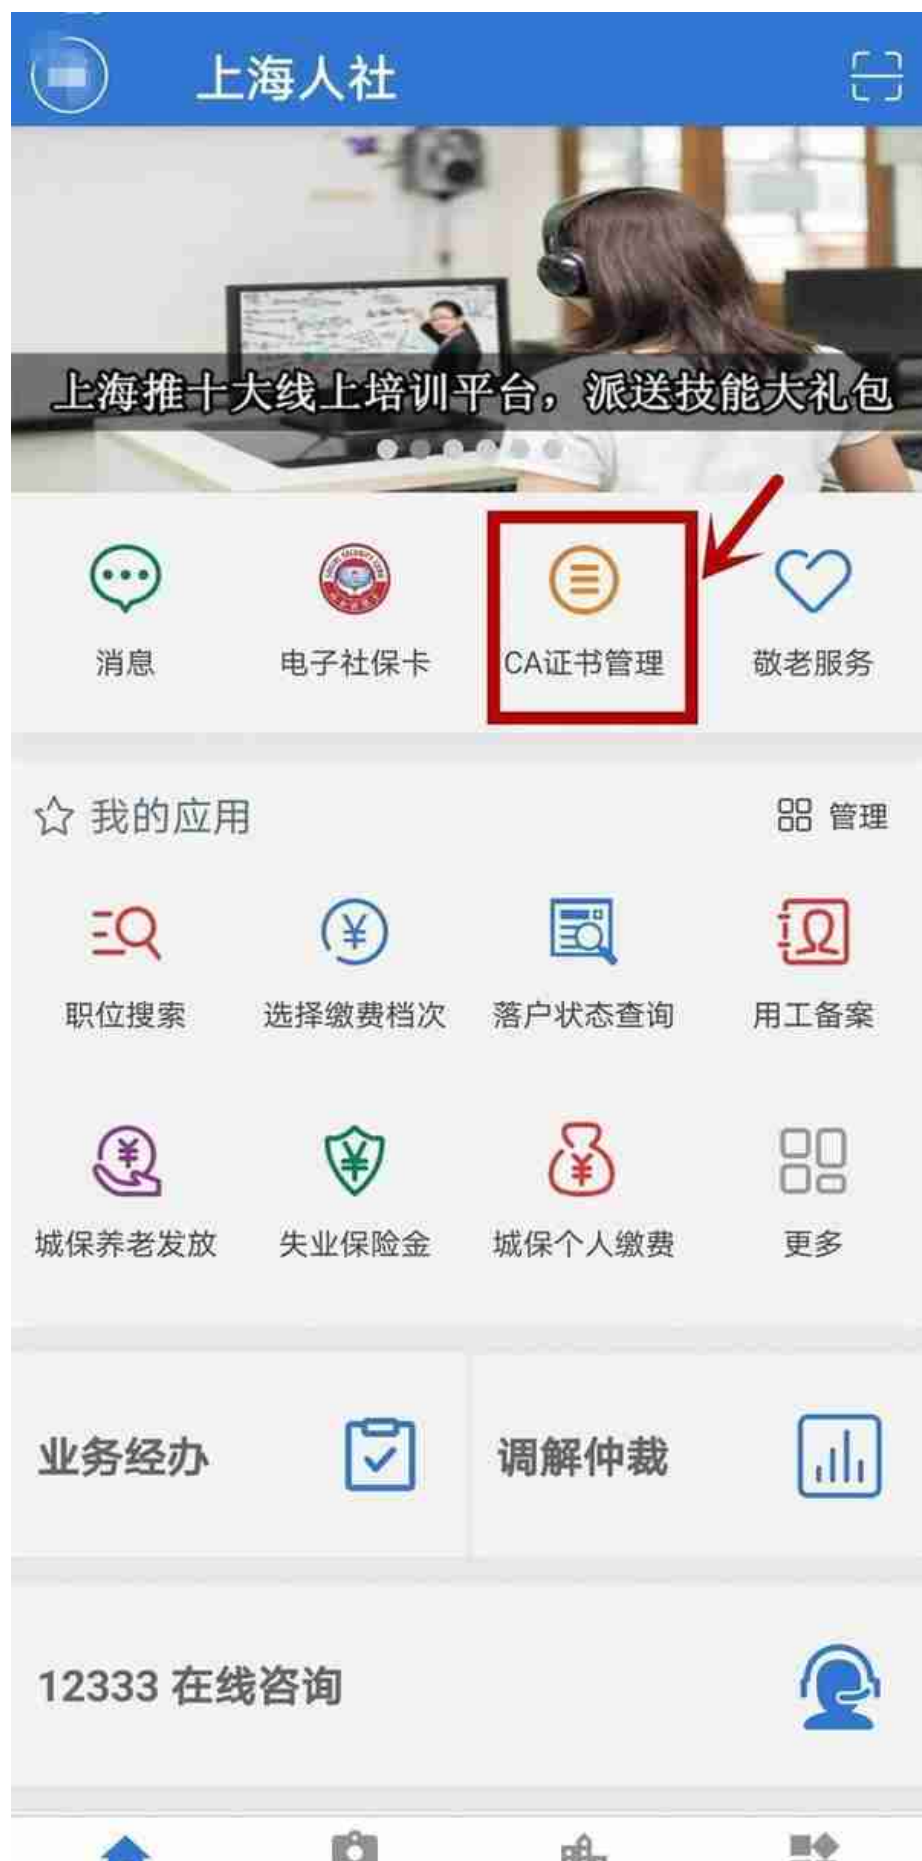 上海人社
上海推十大线上培训平台，派送技能大礼包
消息
电子社保卡
CA证书管理
敬老服务
我的应用
管理
职位搜索
选择缴费档次
落户状态查询
用工备案
城保养老发放
失业保险金
城保个人缴费
更多
业务经办
调解仲裁
12333 在线咨询